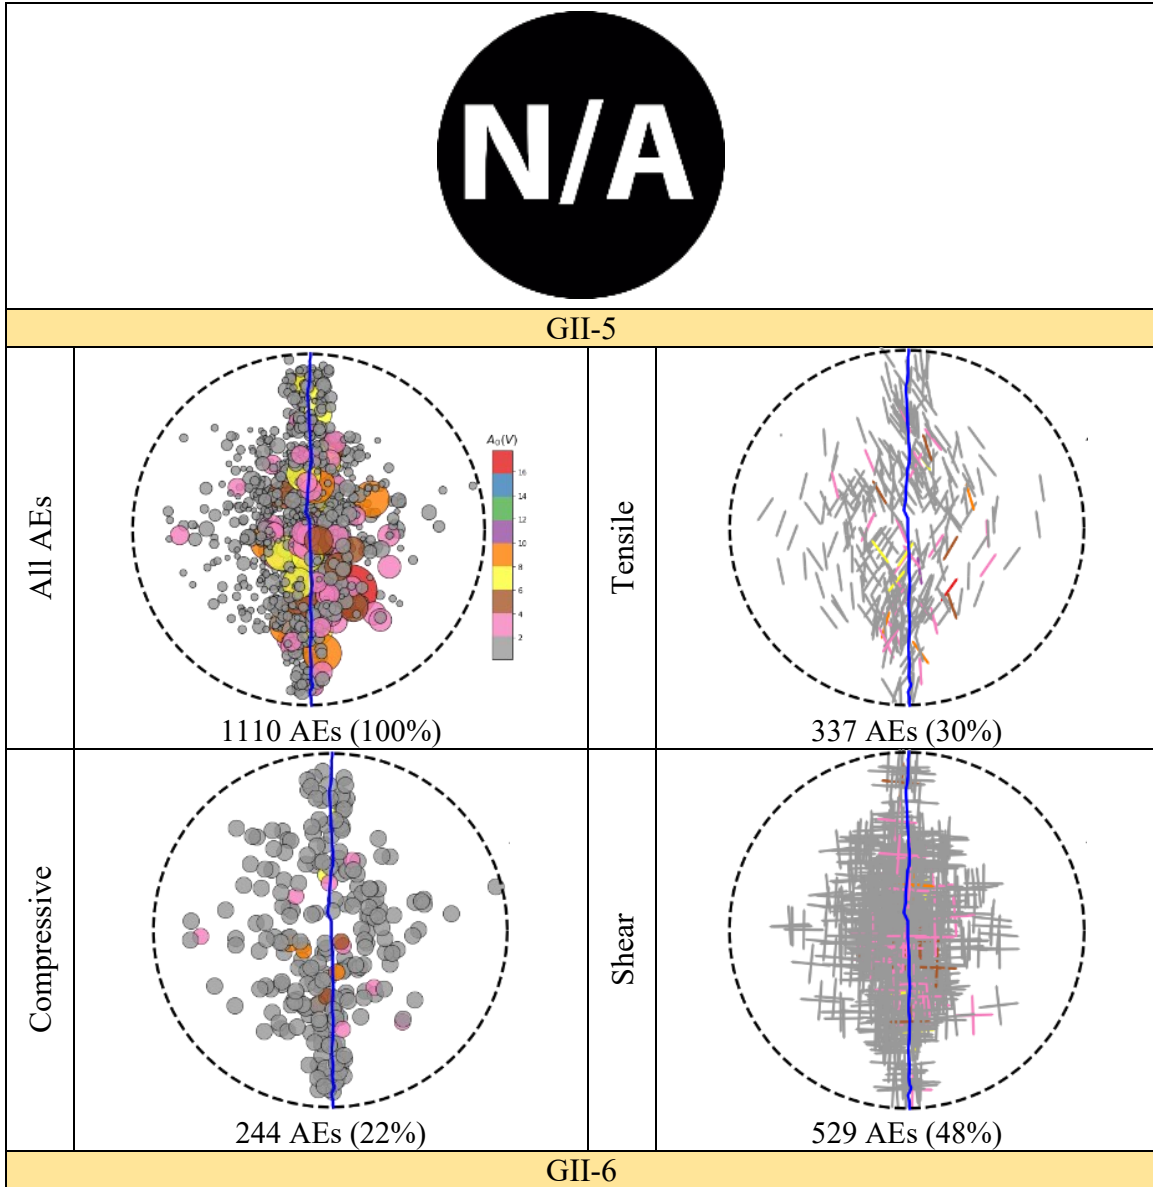 N/A
GII-5
All AEs
A₀(V)
16
14
12
10
8
6
4
2
1110 AEs (100%)
Tensile
337 AEs (30%)
Compressive
244 AEs (22%)
Shear
529 AEs (48%)
GII-6